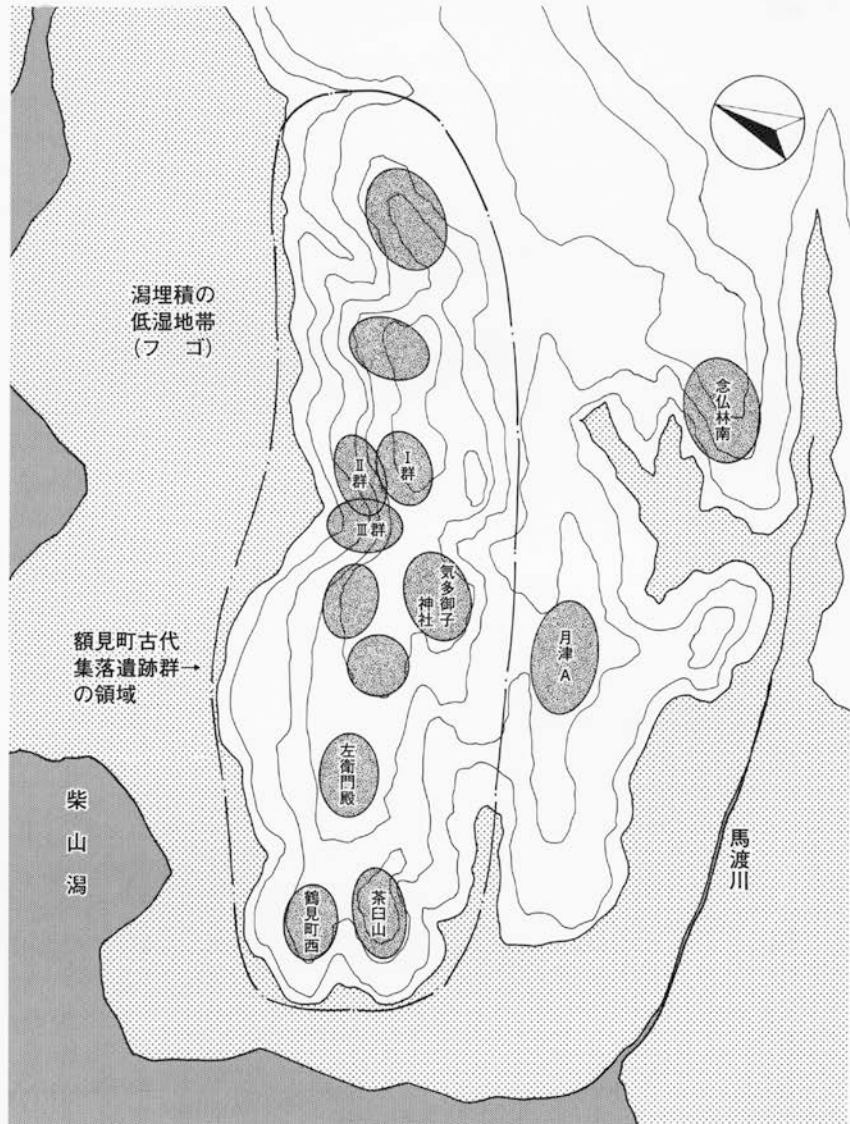 潟埋積の
低湿地帯
(フ ゴ)
念仏林南
Ⅰ群
Ⅱ群
Ⅲ群
気多御子
神社
額見町古代
集落遺跡群→
の領域
月津A
左衛門殿
柴山潟
馬渡川
茶臼山
鶴見町西